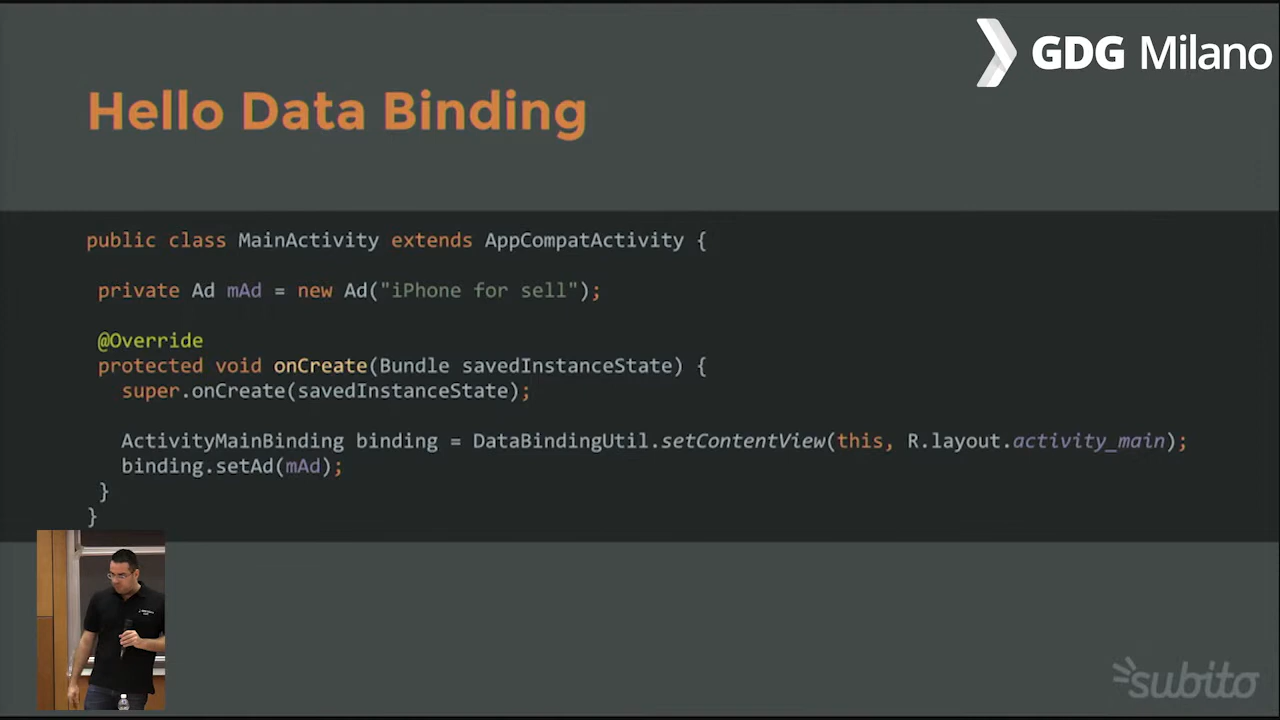 GDG Milano
Hello Data Binding
public class MainActivity extends AppCompatActivity {
private Ad mAd = new Ad("iPhone for sell");
@Override
protected void onCreate(Bundle savedInstanceState) {
super.onCreate(savedInstanceState);
ActivityMainBinding binding = DataBindingUtil.setContentView(this, R.layout.activity_main);
binding.setAd(mAd);
}
}
subito